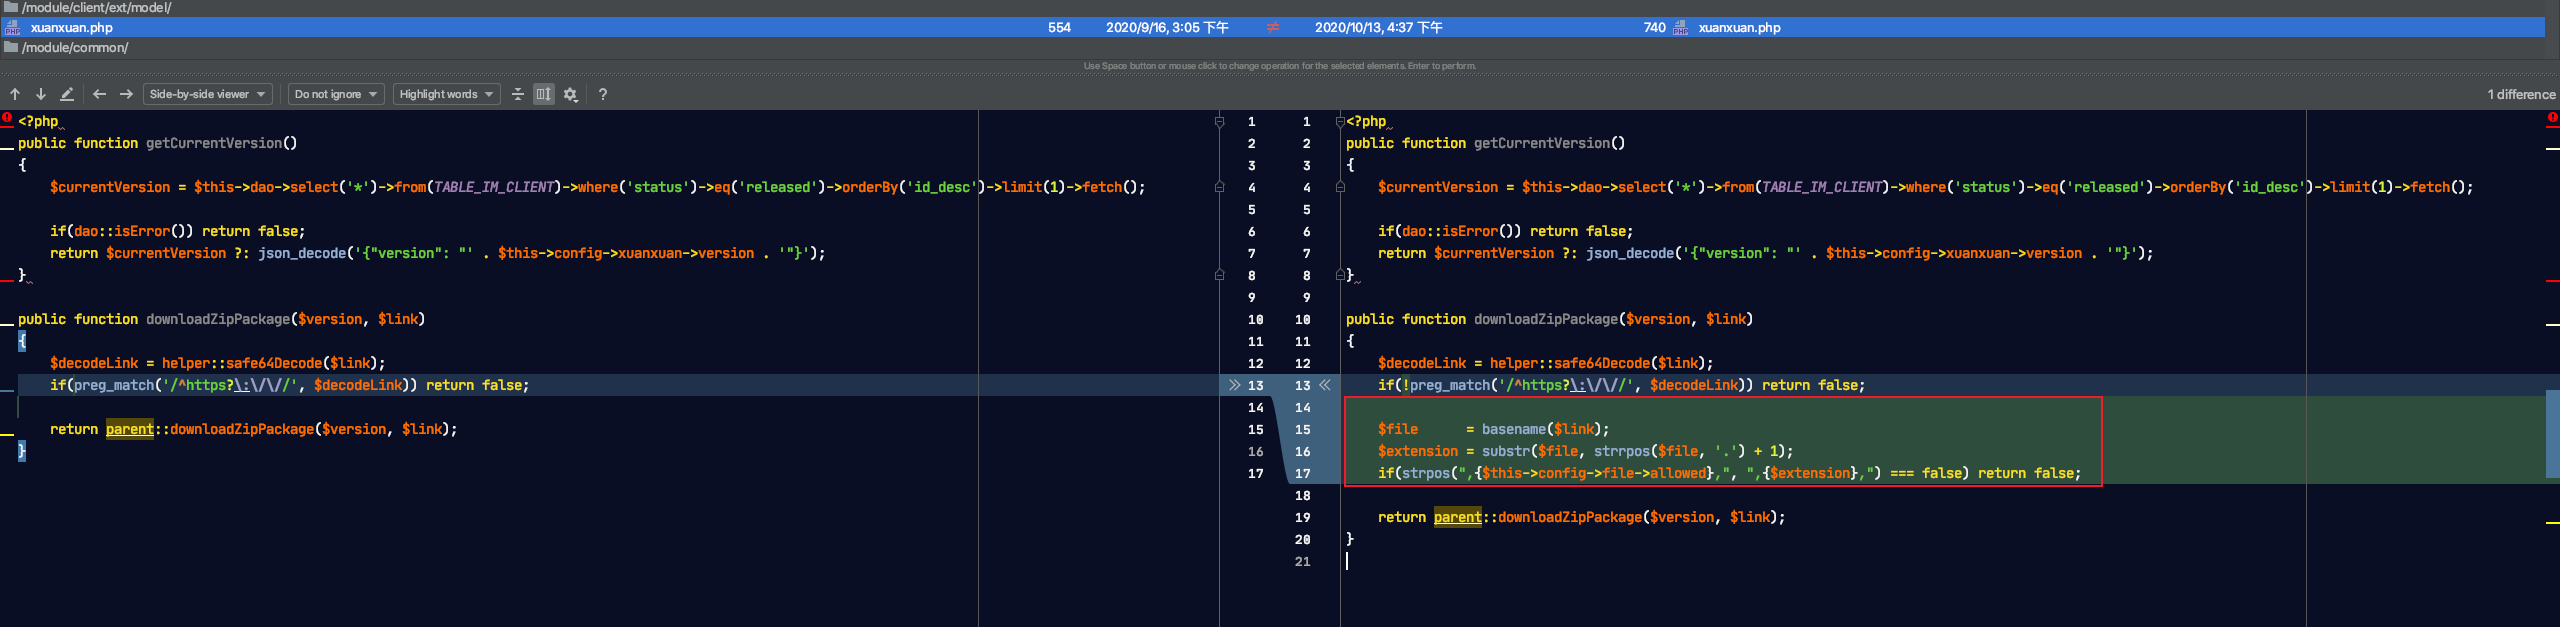 /module/client/ext/model/
xuanxuan.php 554 2020/9/16, 3:05 下午 ≠ 2020/10/13, 4:37 下午 740 xuanxuan.php
/module/common/
Use Space button or mouse click to change operation for the selected elements. Enter to perform.
Side-by-side viewer Do not ignore Highlight words ? 1 difference
<?php
public function getCurrentVersion()
{
$currentVersion = $this->dao->select('*')->from(TABLE_IM_CLIENT)->where('status')->eq('released')->orderBy('id_desc')->limit(1)->fetch();
if(dao::isError()) return false;
return $currentVersion ?: json_decode('{"version": "' . $this->config->xuanxuan->version . '"}');
}
public function downloadZipPackage($version, $link)
{
$decodeLink = helper::safe64Decode($link);
if(preg_match('/^https?\:\/\//', $decodeLink)) return false;
return parent::downloadZipPackage($version, $link);
}
1 1
2 2
3 3
4 4
5 5
6 6
7 7
8 8
9 9
10 10
11 11
12 12
13 13
14 14
15 15
16 16
17 17
18
19
20
21
<?php
public function getCurrentVersion()
{
$currentVersion = $this->dao->select('*')->from(TABLE_IM_CLIENT)->where('status')->eq('released')->orderBy('id_desc')->limit(1)->fetch();
if(dao::isError()) return false;
return $currentVersion ?: json_decode('{"version": "' . $this->config->xuanxuan->version . '"}');
}
public function downloadZipPackage($version, $link)
{
$decodeLink = helper::safe64Decode($link);
if(!preg_match('/^https?\:\/\//', $decodeLink)) return false;
$file = basename($link);
$extension = substr($file, strrpos($file, '.') + 1);
if(strpos(",{$this->config->file->allowed},", ",{$extension},") === false) return false;
return parent::downloadZipPackage($version, $link);
}